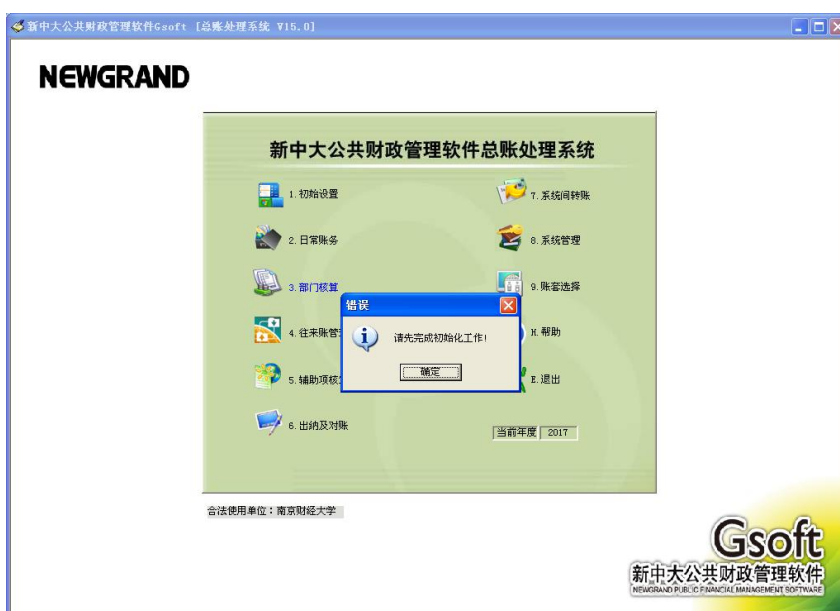 新中大公共财政管理软件Gsoft [总账处理系统 V15.0]
NEWGRAND
新中大公共财政管理软件总账处理系统
1.初始设置
7.系统间转账
2.日常账务
8.系统管理
3.部门核算
9.账套选择
错误
4.往来账管
请先完成初始化工作!
H.帮助
确定
5.辅助项核
E.退出
6.出纳及对账
当前年度 2017
合法使用单位:南京财经大学
Gsoft
新中大公共财政管理软件
NEWGRAND PUBLIC FINANCIAL MANAGEMENT SOFTWARE